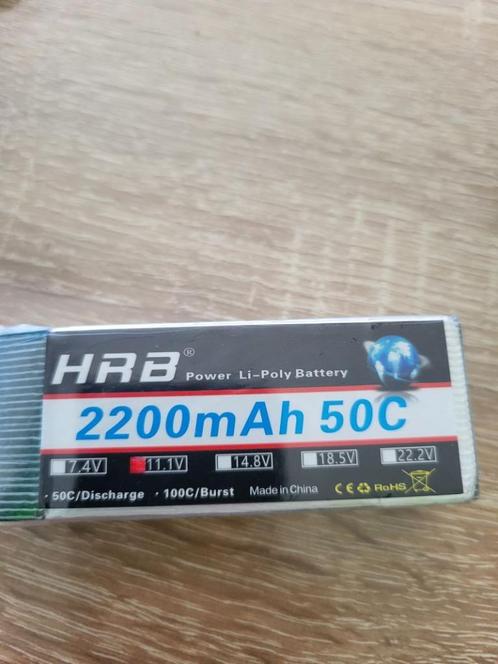 HRB® Power Li-Poly Battery
2200mAh 50C
7.4V 11.1V 14.8V 18.5V 22.2V
· 50C/Discharge · 100C/Burst Made in China CE RoHS